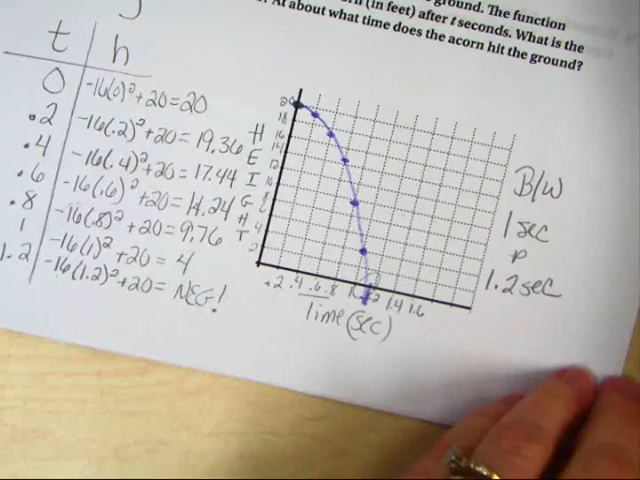 ground. The function
(in feet) after t seconds. What is the
At about what time does the acorn hit the ground?
t h
0 -16(0)²+20=20
.2 -16(.2)²+20=19.36
.4 -16(.4)²+20=17.44
.6 -16(.6)²+20=14.24
.8 -16(.8)²+20=9.76
1 -16(1)²+20=4
1.2 -16(1.2)²+20=NEG!
HEIGHT
20
18
16
14
12
10
8
4
2
.2 .4 .6 .8 1 1.2 1.4 1.6
Time (sec)
B/W
1 sec
1.2 sec